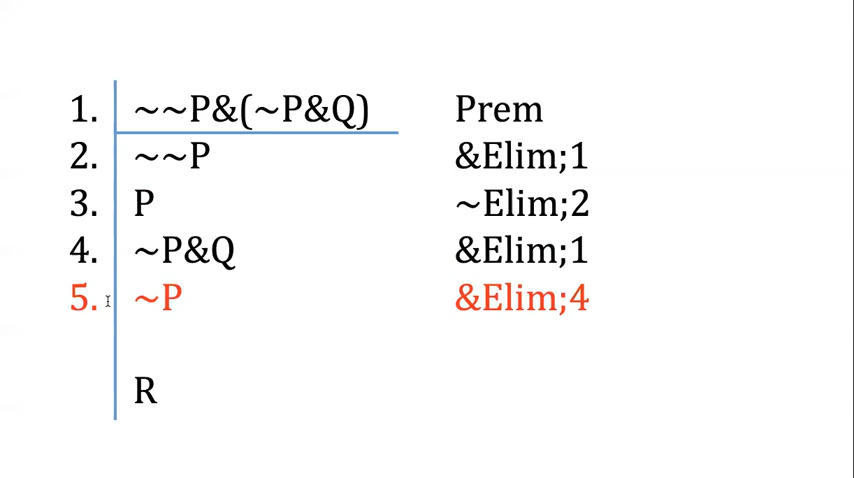 1. ~~P&(~P&Q) Prem
2. ~~P &Elim;1
3. P ~Elim;2
4. ~P&Q &Elim;1
5. ~P &Elim;4
R